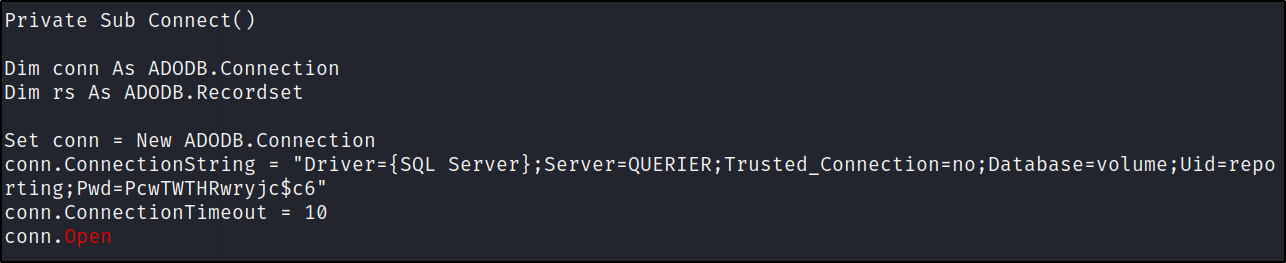 Private Sub Connect()
Dim conn As ADODB.Connection
Dim rs As ADODB.Recordset
Set conn = New ADODB.Connection
conn.ConnectionString = "Driver={SQL Server};Server=QUERIER;Trusted_Connection=no;Database=volume;Uid=repo
rting;Pwd=PcwTWTHRwryjc$c6"
conn.ConnectionTimeout = 10
conn.Open